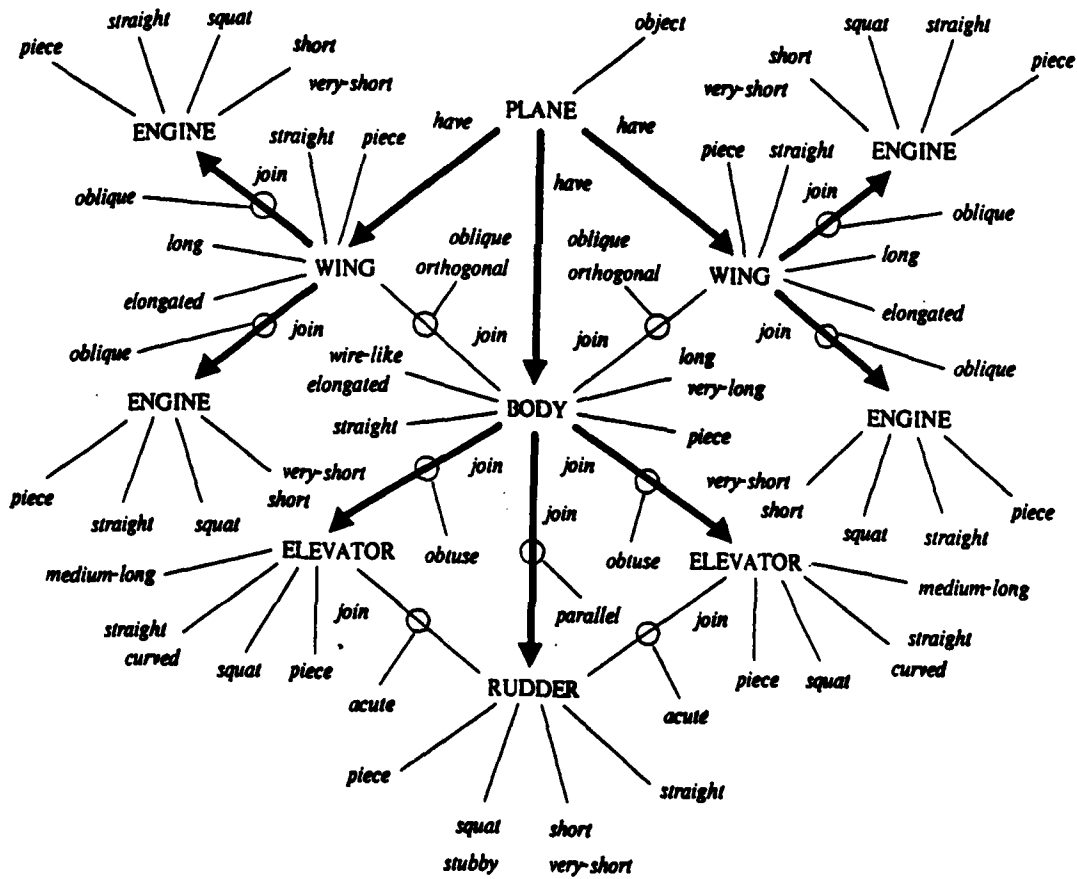 straight
squat
piece
short
very-short
ENGINE
object
PLANE
squat
straight
short
very-short
piece
ENGINE
have
have
have
straight
piece
join
oblique
long
WING
elongated
oblique
join
ENGINE
oblique
orthogonal
oblique
orthogonal
piece
straight
join
oblique
long
WING
elongated
join
oblique
ENGINE
join
join
wire-like
elongated
straight
BODY
long
very-long
piece
piece
straight
squat
very-short
short
join
join
join
very-short
short
squat
straight
piece
obtuse
obtuse
parallel
ELEVATOR
medium-long
straight
curved
squat
piece
join
acute
ELEVATOR
medium-long
straight
curved
squat
piece
join
acute
RUDDER
piece
squat
stubby
short
very-short
straight